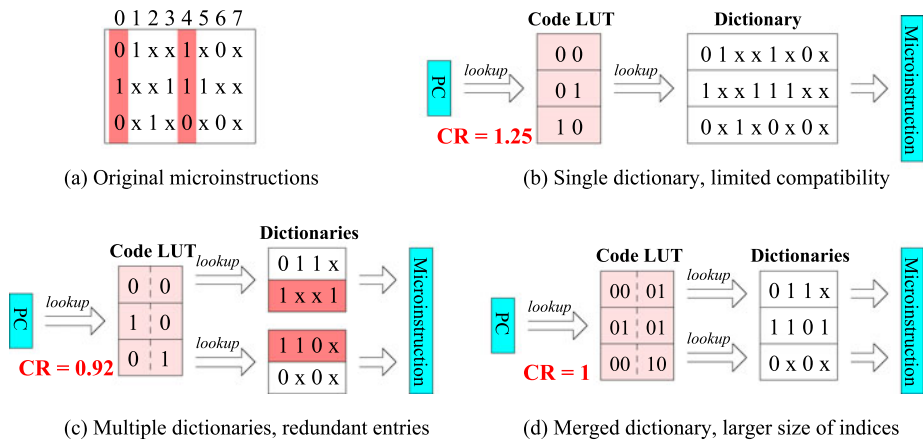 0 1 2 3 4 5 6 7
0 1 x x 1 x 0 x
1 x x 1 1 1 x x
0 x 1 x 0 x 0 x
(a) Original microinstructions
Code LUT
Dictionary
PC
lookup
0 0
0 1
1 0
lookup
0 1 x x 1 x 0 x
1 x x 1 1 1 x x
0 x 1 x 0 x 0 x
Microinstruction
CR = 1.25
(b) Single dictionary, limited compatibility
Code LUT
Dictionaries
PC
lookup
0 0
1 0
0 1
lookup
lookup
0 1 1 x
1 x x 1
1 1 0 x
0 x 0 x
Microinstruction
CR = 0.92
(c) Multiple dictionaries, redundant entries
Code LUT
Dictionaries
PC
lookup
00 01
01 01
00 10
lookup
lookup
0 1 1 x
1 1 0 1
0 x 0 x
Microinstruction
CR = 1
(d) Merged dictionary, larger size of indices